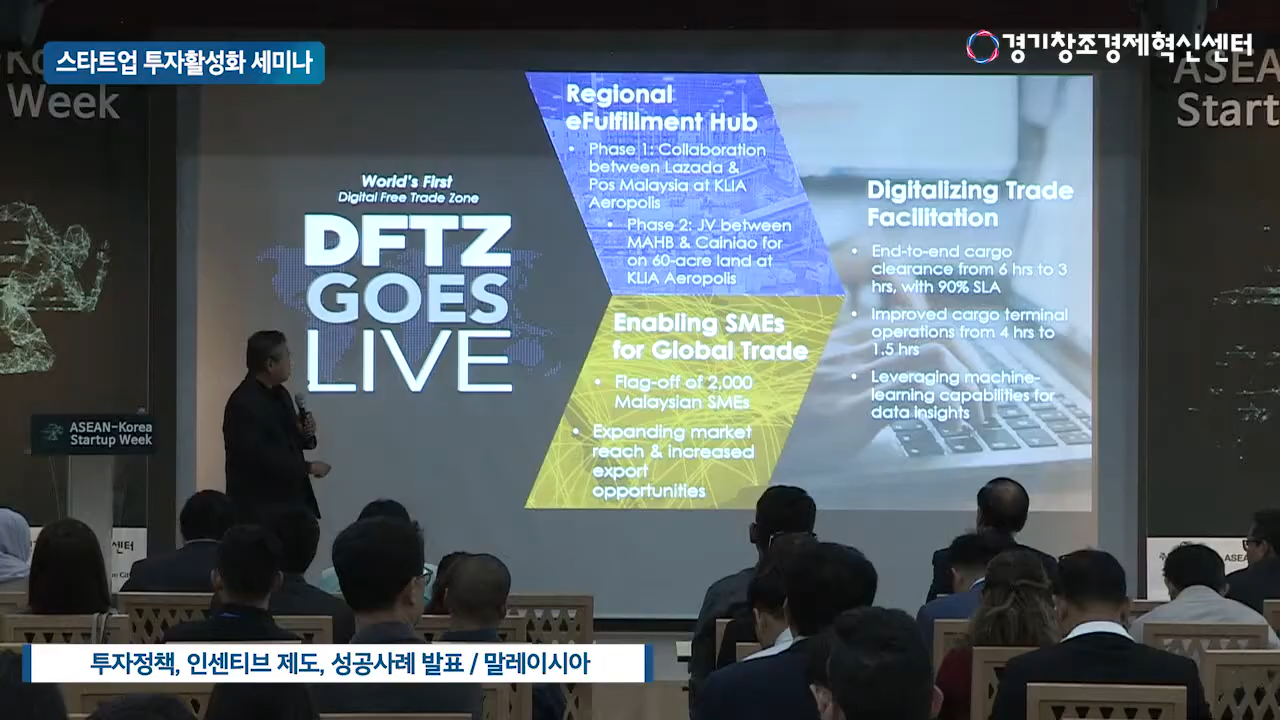 스타트업 투자활성화 세미나
경기창조경제혁신센터
Week
ASEA
Start
World's First
Digital Free Trade Zone
DFTZ
GOES
LIVE
Regional
eFulfillment Hub
• Phase 1: Collaboration
between Lazada &
Pos Malaysia at KLIA
Aeropolis
• Phase 2: JV between
MAHB & Cainiao for
on 60-acre land at
KLIA Aeropolis
Enabling SMEs
for Global Trade
• Flag-off of 2,000
Malaysian SMEs
• Expanding market
reach & increased
export
opportunities
Digitalizing Trade
Facilitation
• End-to-end cargo
clearance from 6 hrs to 3
hrs, with 90% SLA
• Improved cargo terminal
operations from 4 hrs to
1.5 hrs
• Leveraging machine-
learning capabilities for
data insights
ASEAN-Korea
Startup Week
센터
ASEA
투자정책, 인센티브 제도, 성공사례 발표 / 말레이시아